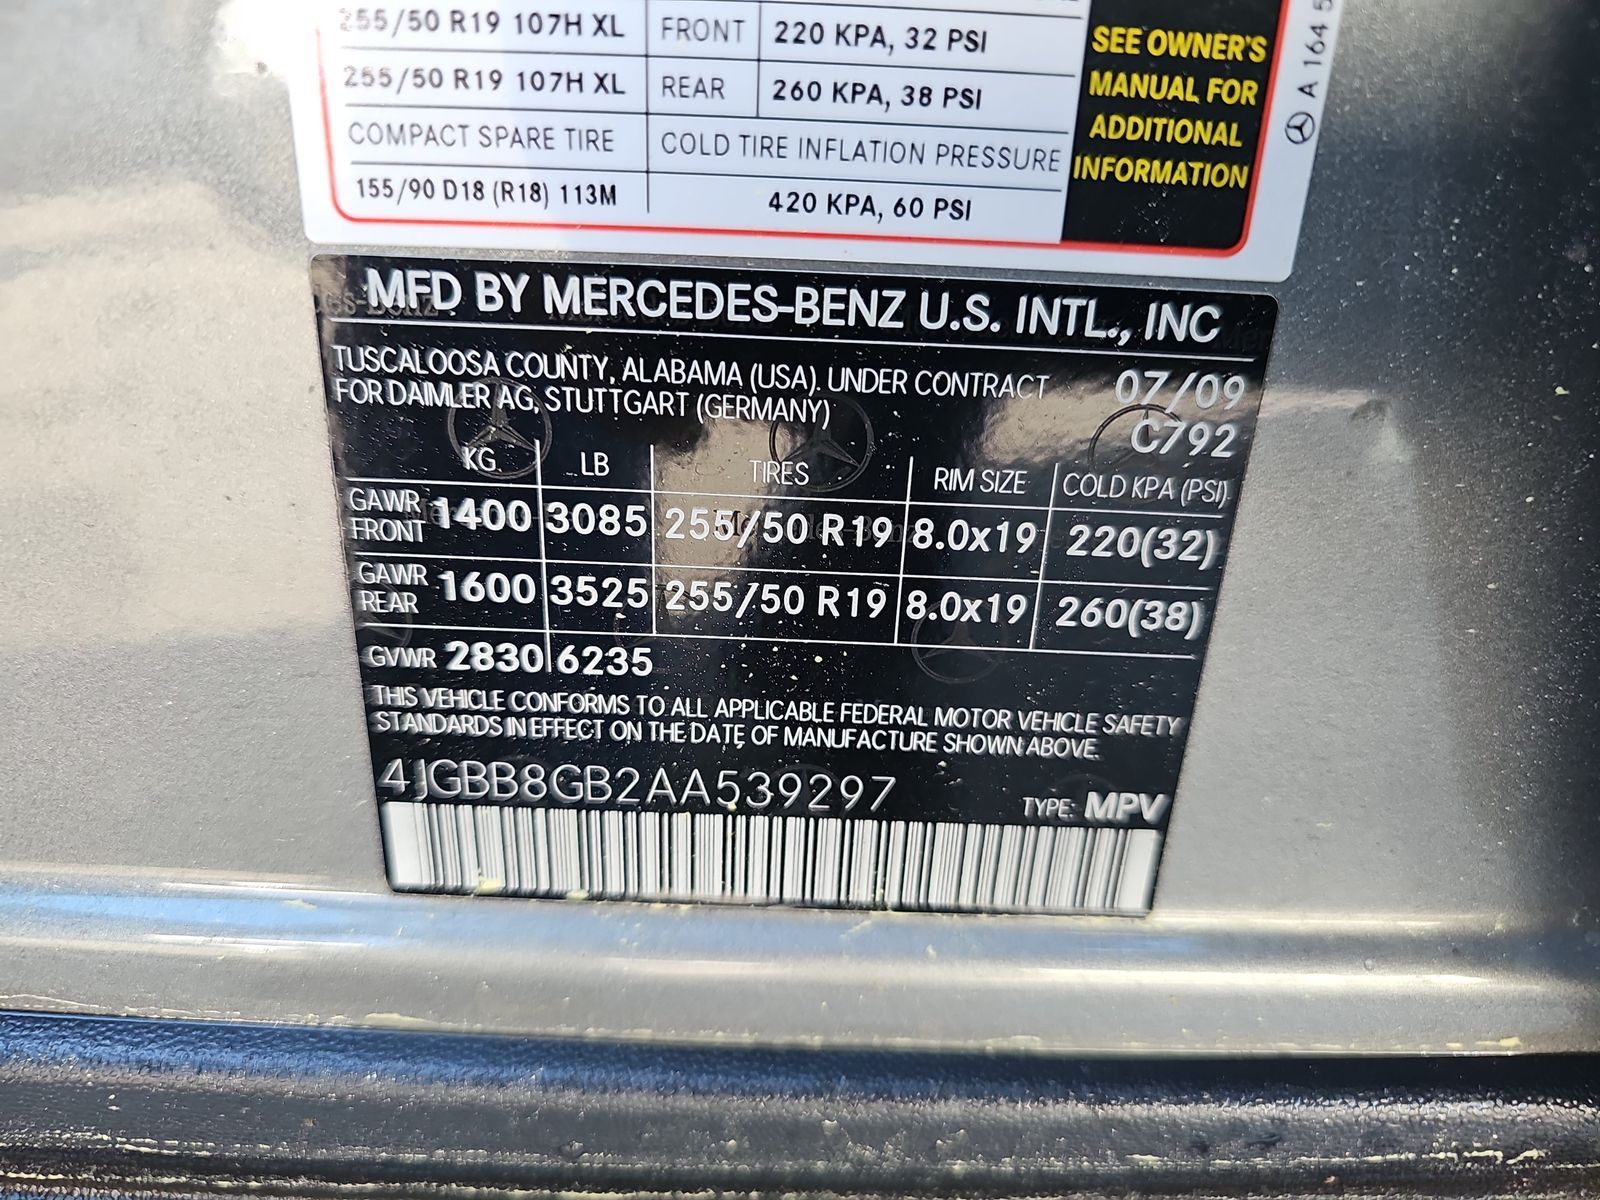 255/50 R19 107H XL FRONT 220 KPA, 32 PSI
255/50 R19 107H XL REAR 260 KPA, 38 PSI
COMPACT SPARE TIRE COLD TIRE INFLATION PRESSURE
155/90 D18 (R18) 113M 420 KPA, 60 PSI
SEE OWNER'S
MANUAL FOR
ADDITIONAL
INFORMATION
A 164 5
MFD BY MERCEDES-BENZ U.S. INTL., INC
TUSCALOOSA COUNTY, ALABAMA (USA). UNDER CONTRACT 07/09
FOR DAIMLER AG, STUTTGART (GERMANY)
C792
KG LB TIRES RIM SIZE COLD KPA (PSI)
GAWR FRONT 1400 3085 255/50 R19 8.0x19 220(32)
GAWR REAR 1600 3525 255/50 R19 8.0x19 260(38)
GVWR 2830 6235
THIS VEHICLE CONFORMS TO ALL APPLICABLE FEDERAL MOTOR VEHICLE SAFETY
STANDARDS IN EFFECT ON THE DATE OF MANUFACTURE SHOWN ABOVE.
4JGBB8GB2AA539297
TYPE: MPV